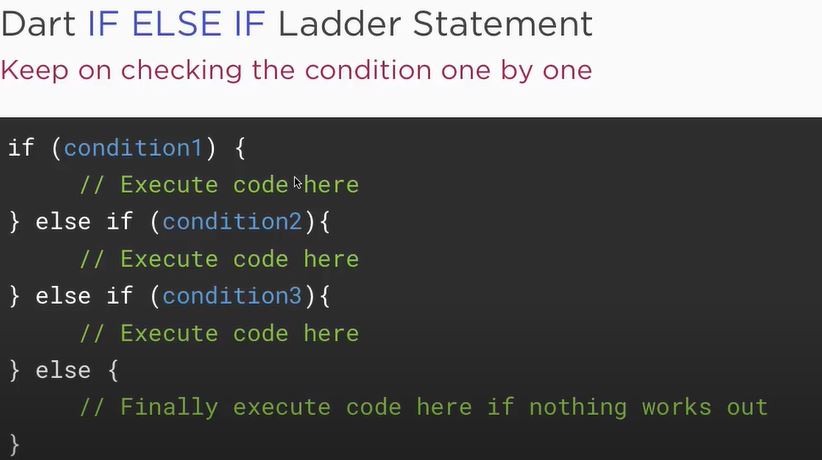 Dart IF ELSE IF Ladder Statement
Keep on checking the condition one by one
if (condition1) {
// Execute code here
} else if (condition2){
// Execute code here
} else if (condition3){
// Execute code here
} else {
// Finally execute code here if nothing works out
}